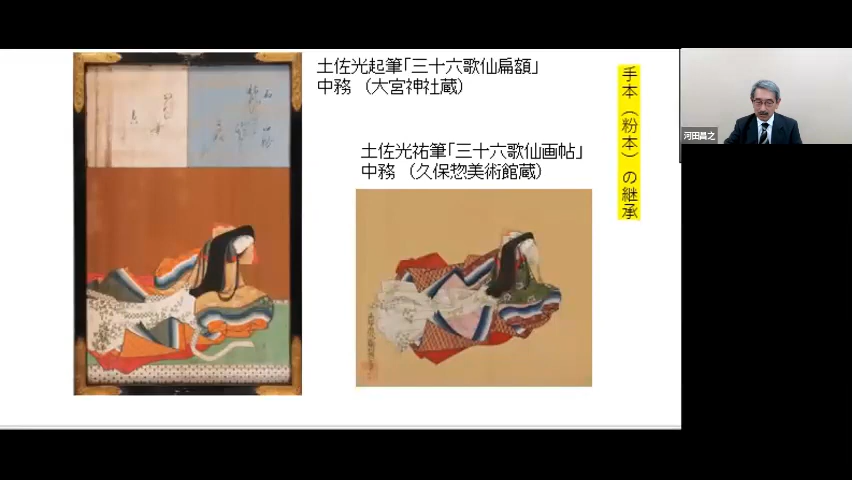 土佐光起筆「三十六歌仙扁額」
中務 （大宮神社蔵）
土佐光祐筆「三十六歌仙画帖」
中務 （久保惣美術館蔵）
手本（粉本）の継承
河田昌之